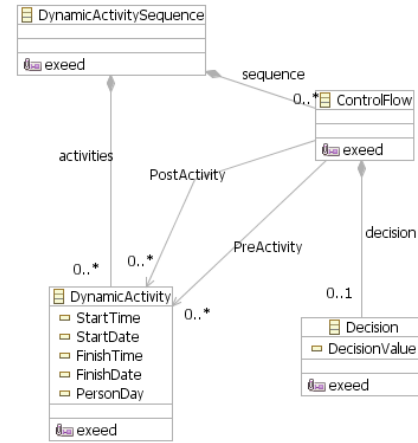 DynamicActivitySequence
exeed
sequence
0..*
ControlFlow
exeed
activities
PostActivity
PreActivity
decision
0..*
0..*
0..*
0..1
DynamicActivity
StartTime
StartDate
FinishTime
FinishDate
PersonDay
exeed
Decision
DecisionValue
exeed